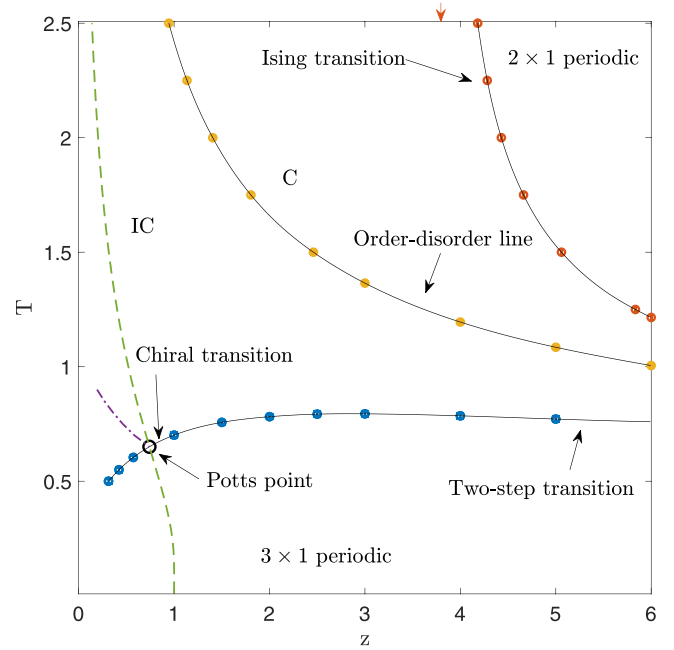 2.5
Ising transition
2 × 1 periodic
2
C
IC
1.5
Order-disorder line
T
1
Chiral transition
0.5
Potts point
Two-step transition
3 × 1 periodic
0 1 2 3 4 5 6
z